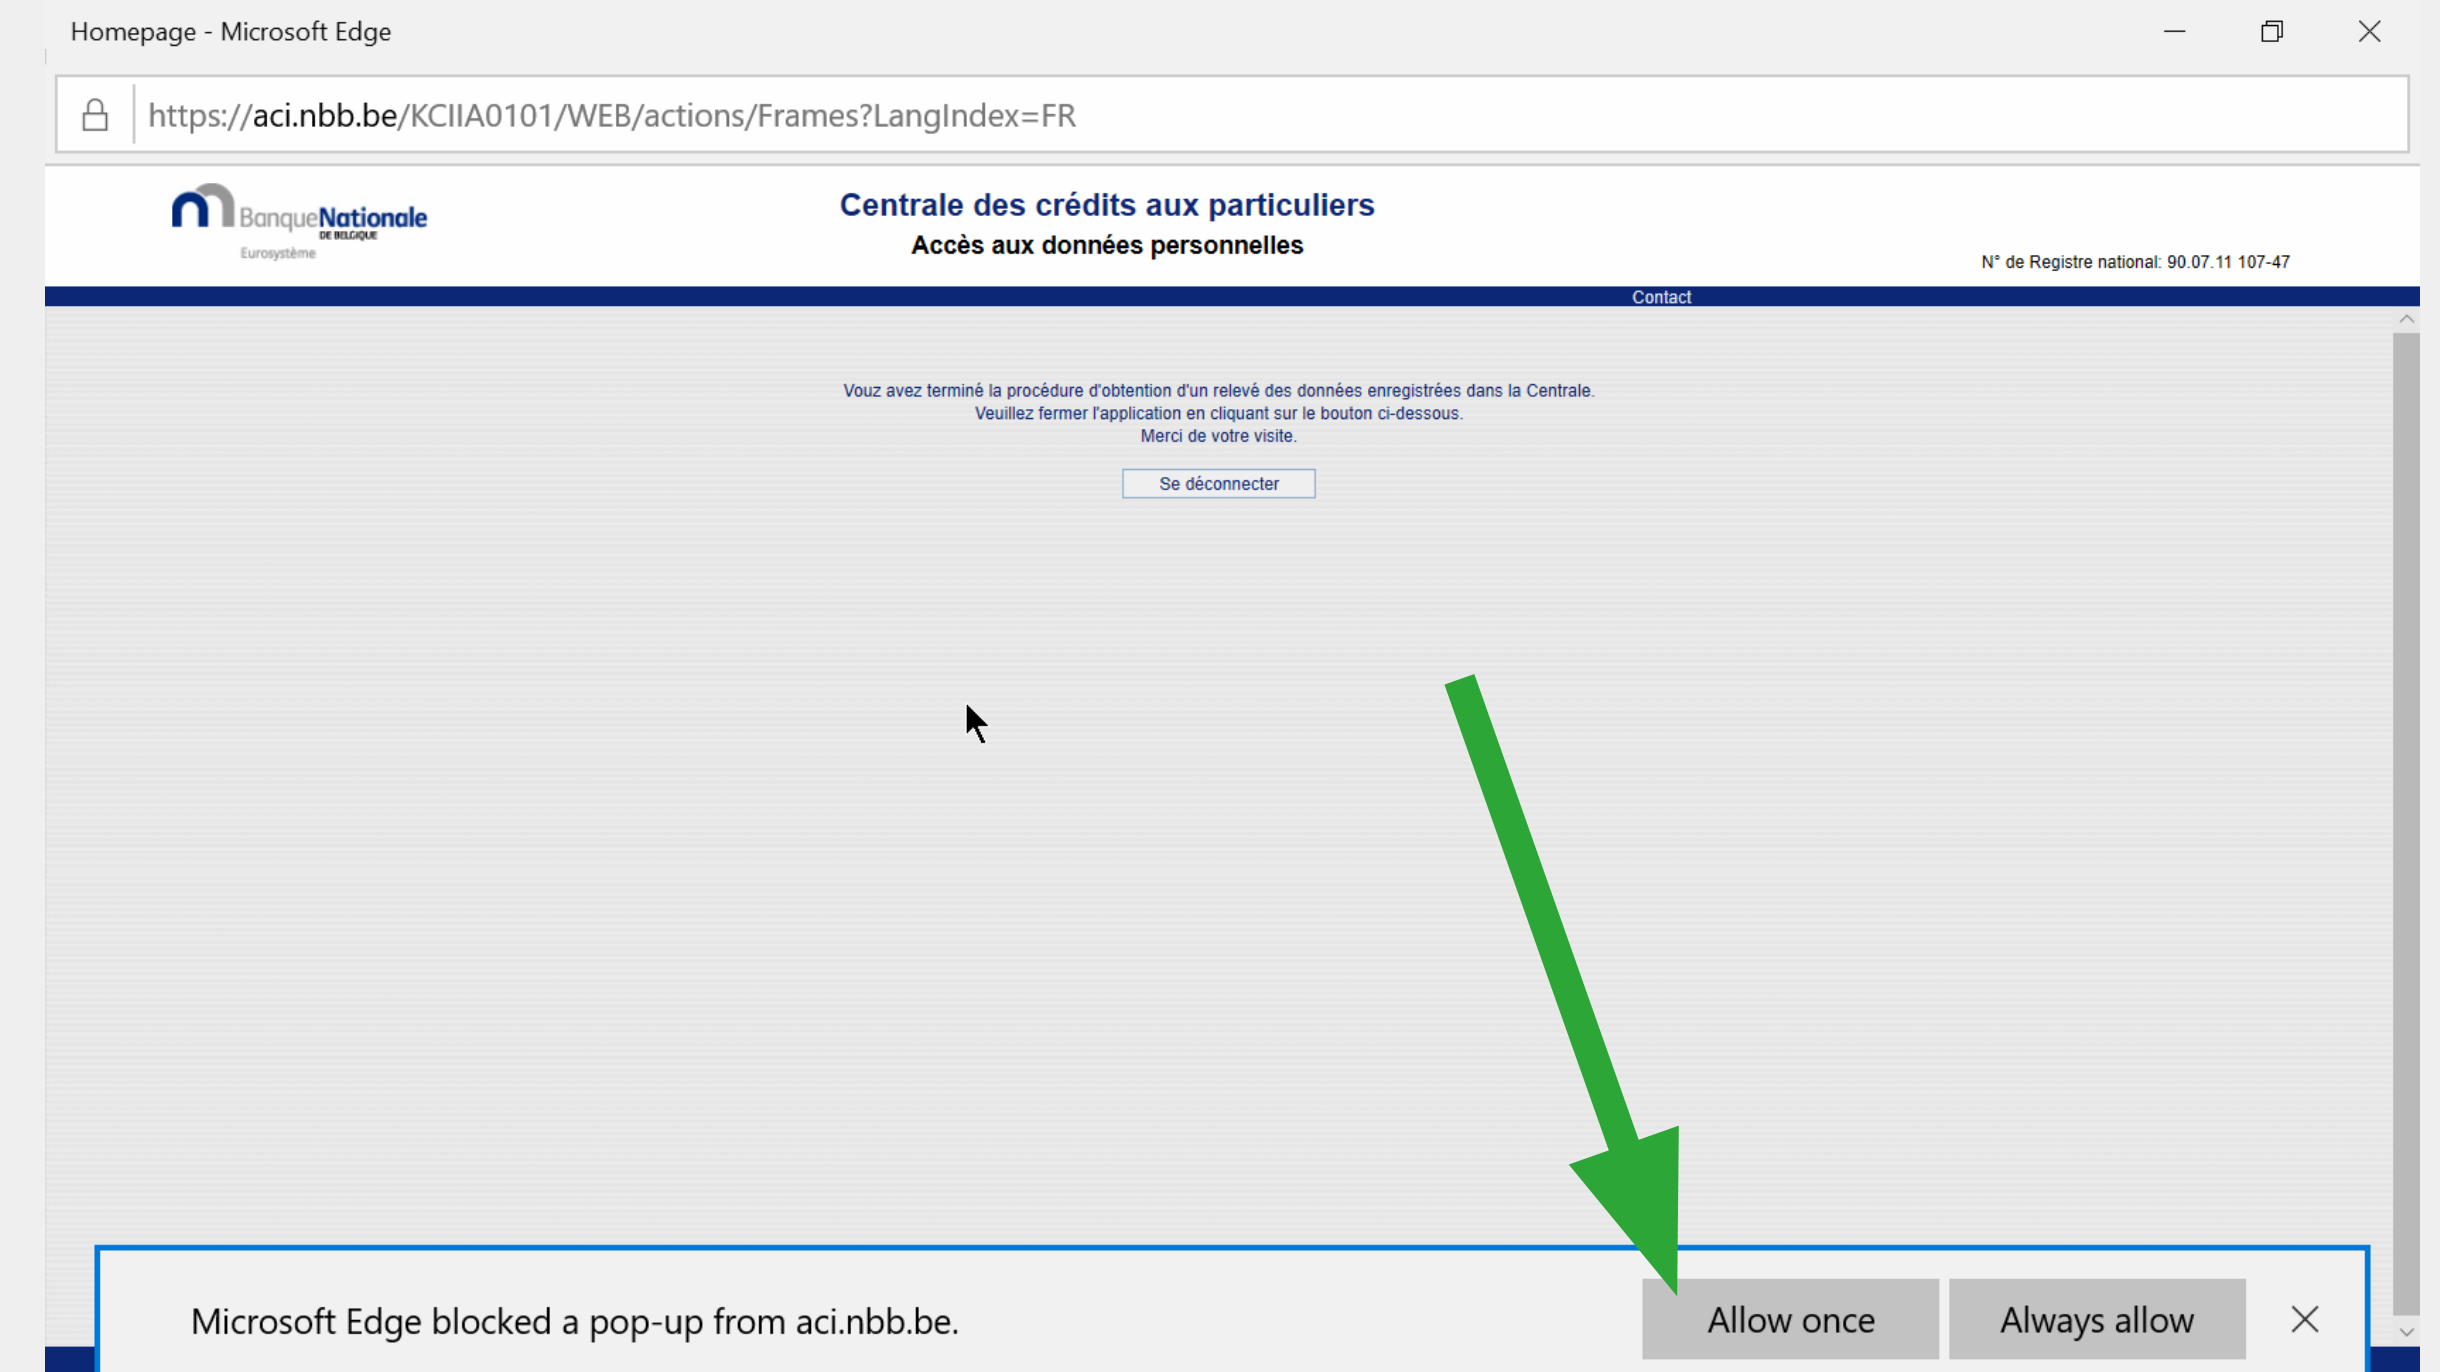 Homepage - Microsoft Edge
https://aci.nbb.be/KCIIA0101/WEB/actions/Frames?LangIndex=FR
BanqueNationale
DE BELGIQUE
Eurosystème
Centrale des crédits aux particuliers
Accès aux données personnelles
N° de Registre national: 90.07.11 107-47
Contact
Vouz avez terminé la procédure d'obtention d'un relevé des données enregistrées dans la Centrale.
Veuillez fermer l'application en cliquant sur le bouton ci-dessous.
Merci de votre visite.
Se déconnecter
Microsoft Edge blocked a pop-up from aci.nbb.be.
Allow once
Always allow